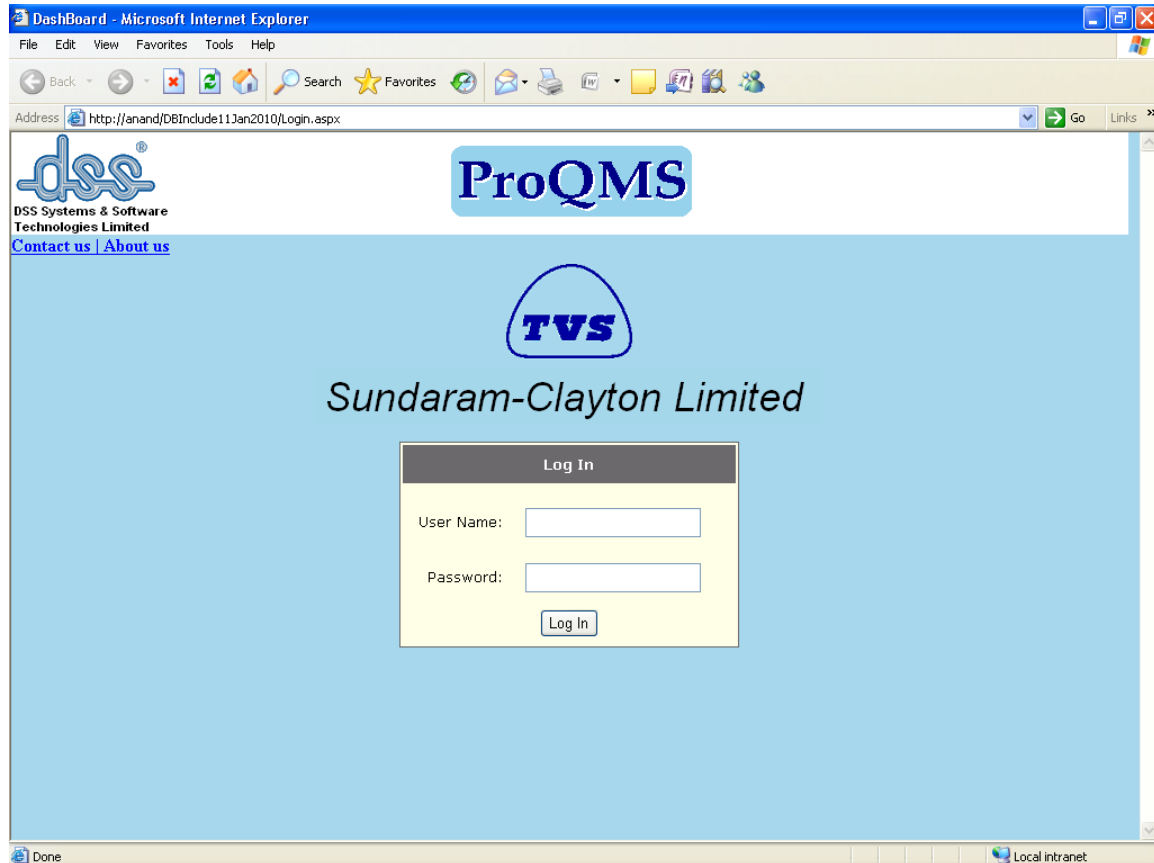 DashBoard - Microsoft Internet Explorer
File Edit View Favorites Tools Help
Back Search Favorites
Address http://anand/DBInclude11Jan2010/Login.aspx Go Links »
dss®
DSS Systems & Software
Technologies Limited
ProQMS
Contact us | About us
TVS
Sundaram-Clayton Limited
Log In
User Name:
Password:
Log In
Done Local intranet